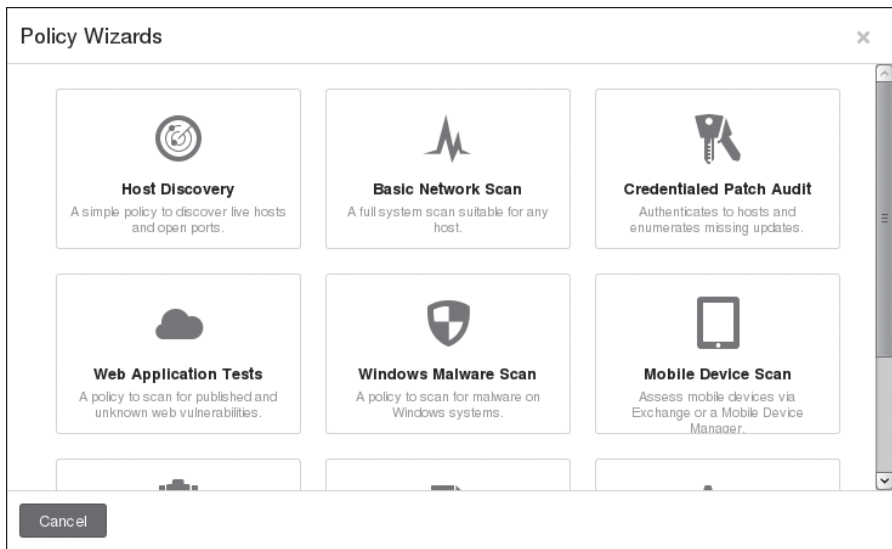 Policy Wizards
Host Discovery
A simple policy to discover live hosts
and open ports.
Basic Network Scan
A full system scan suitable for any
host.
Credentialed Patch Audit
Authenticates to hosts and
enumerates missing updates.
Web Application Tests
A policy to scan for published and
unknown web vulnerabilities.
Windows Malware Scan
A policy to scan for malware on
Windows systems.
Mobile Device Scan
Assess mobile devices via
Exchange or a Mobile Device
Manager.
Cancel